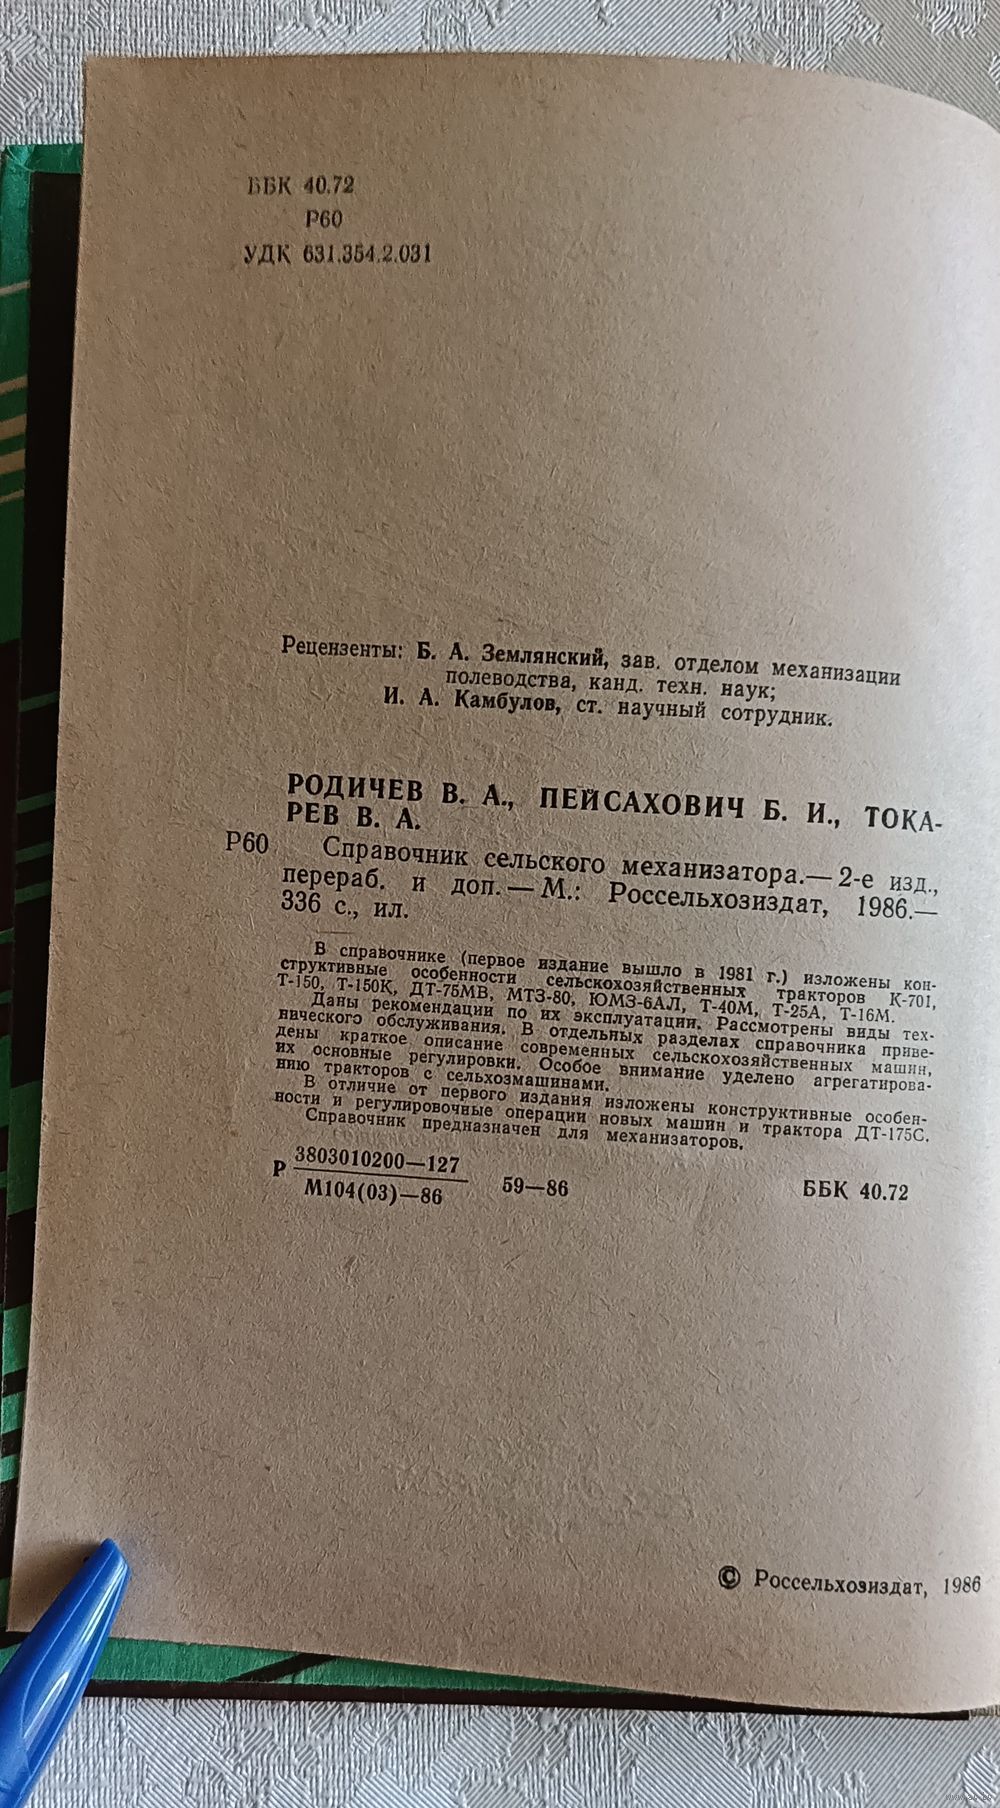 ББК 40.72
Р60
УДК 631.354.2.031
Рецензенты: Б. А. Землянский, зав. отделом механизации
полеводства, канд. техн. наук;
И. А. Камбулов, ст. научный сотрудник.
РОДИЧЕВ В. А., ПЕЙСАХОВИЧ Б. И., ТОКА-
РЕВ В. А.
Р60 Справочник сельского механизатора.— 2-е изд.,
перераб. и доп. — М.: Россельхозиздат, 1986.—
336 с., ил.
В справочнике (первое издание вышло в 1981 г.) изложены кон-
структивные особенности сельскохозяйственных тракторов К-701,
Т-150, Т-150К, ДТ-75МВ, МТЗ-80, ЮМЗ-6АЛ, Т-40М, Т-25А, Т-16М.
Даны рекомендации по их эксплуатации. Рассмотрены виды тех-
нического обслуживания. В отдельных разделах справочника приве-
дены краткое описание современных сельскохозяйственных машин,
их основные регулировки. Особое внимание уделено агрегатирова-
нию тракторов с сельхозмашинами.
В отличие от первого издания изложены конструктивные особен-
ности и регулировочные операции новых машин и трактора ДТ-175С.
Справочник предназначен для механизаторов.
Р 3803010200—127
М104(03)—86 59—86 ББК 40.72
© Россельхозиздат, 1986